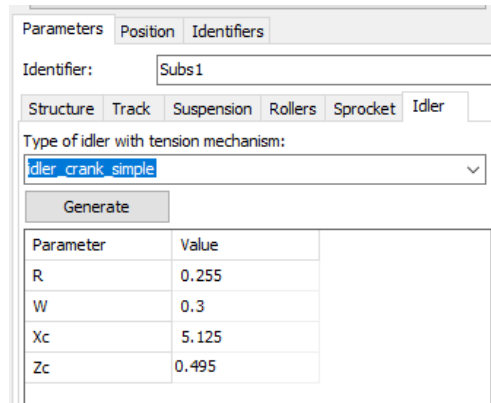 Parameters Position Identifiers
Identifier: Subs1
Structure Track Suspension Rollers Sprocket Idler
Type of idler with tension mechanism:
idler_crank_simple
Generate
Parameter Value
R 0.255
W 0.3
Xc 5.125
Zc 0.495